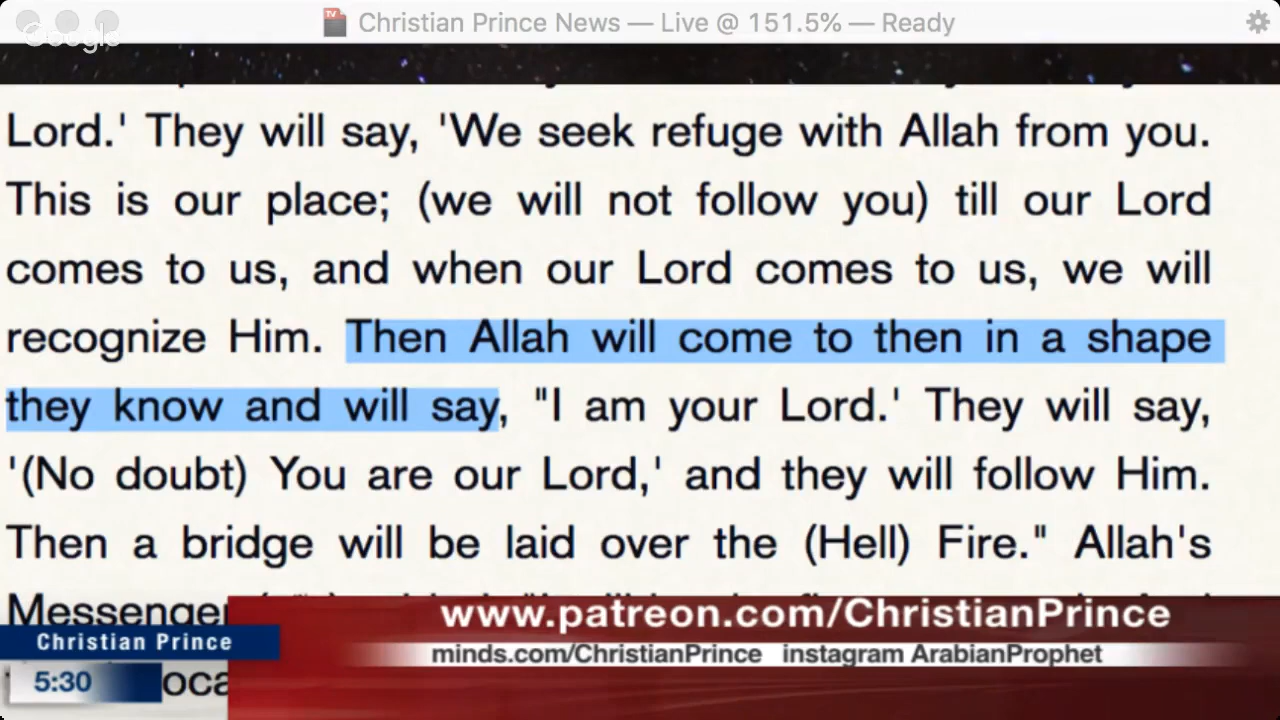 Christian Prince News — Live @ 151.5% — Ready
Google
Lord.' They will say, 'We seek refuge with Allah from you.
This is our place; (we will not follow you) till our Lord
comes to us, and when our Lord comes to us, we will
recognize Him. Then Allah will come to then in a shape
they know and will say, "I am your Lord.' They will say,
'(No doubt) You are our Lord,' and they will follow Him.
Then a bridge will be laid over the (Hell) Fire." Allah's
Messenger
www.patreon.com/ChristianPrince
Christian Prince
minds.com/ChristianPrince instagram ArabianProphet
5:30